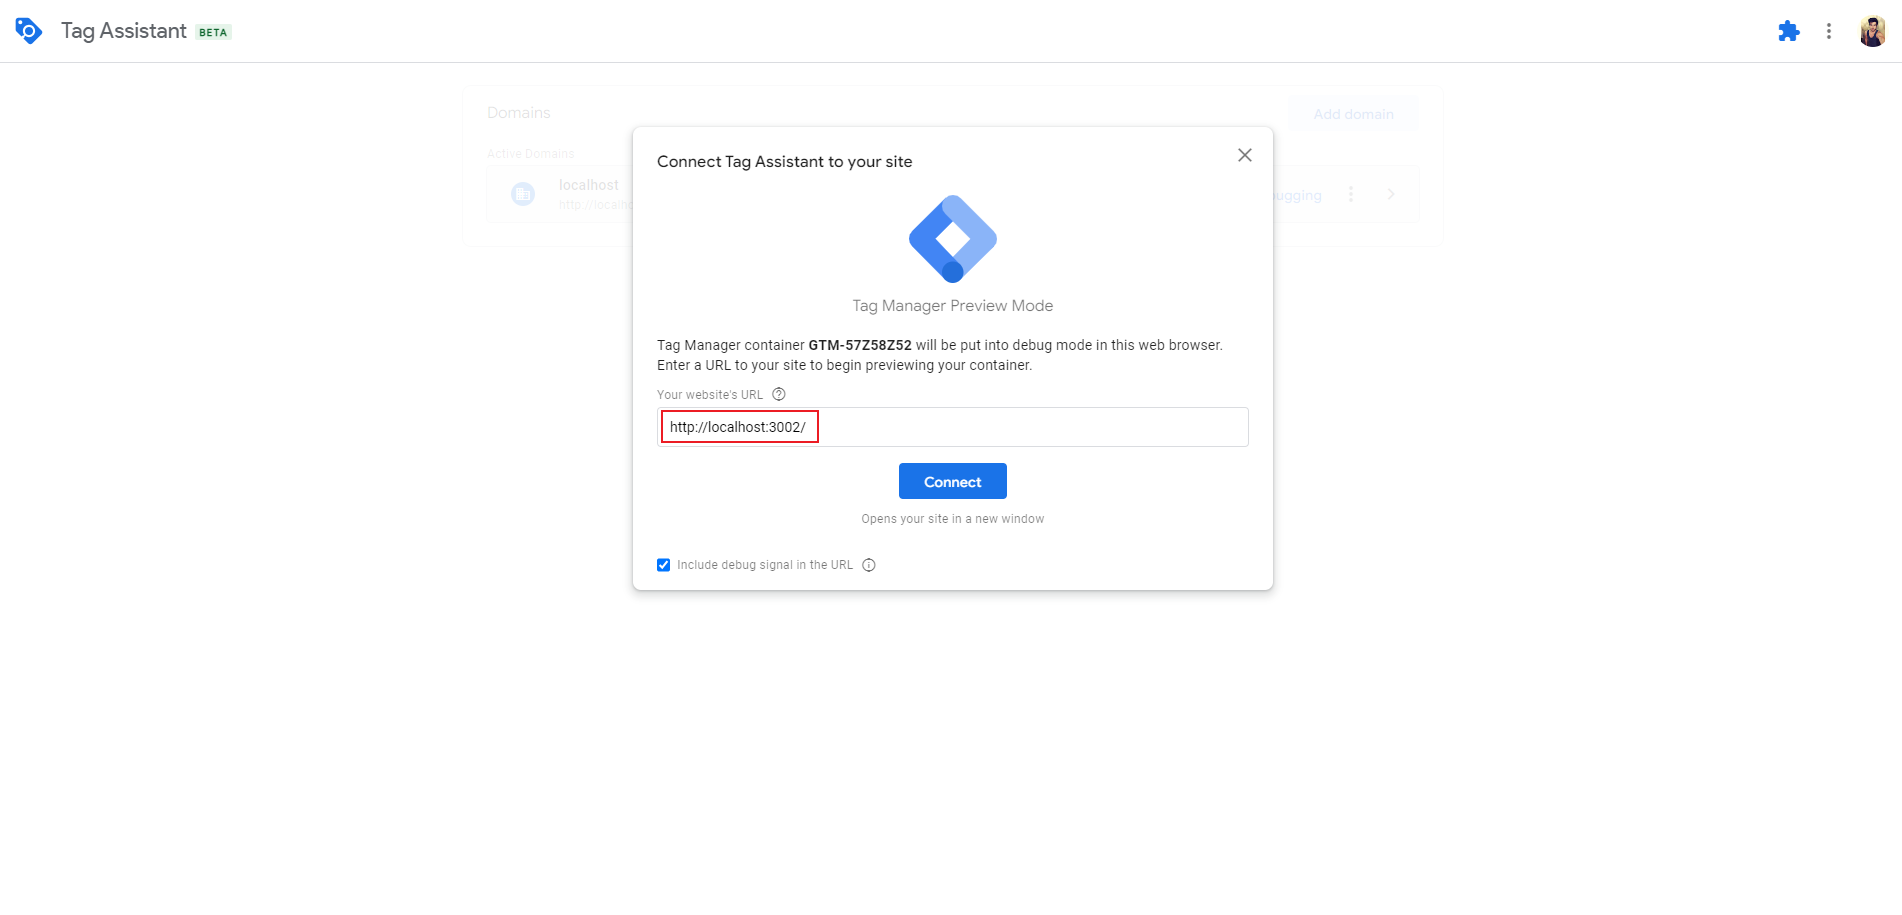 Tag Assistant BETA
Domains
Add domain
Active Domains
localhost
Connect Tag Assistant to your site
Tag Manager Preview Mode
Tag Manager container GTM-57Z58Z52 will be put into debug mode in this web browser.
Enter a URL to your site to begin previewing your container.
Your website's URL
http://localhost:3002/
Connect
Opens your site in a new window
Include debug signal in the URL